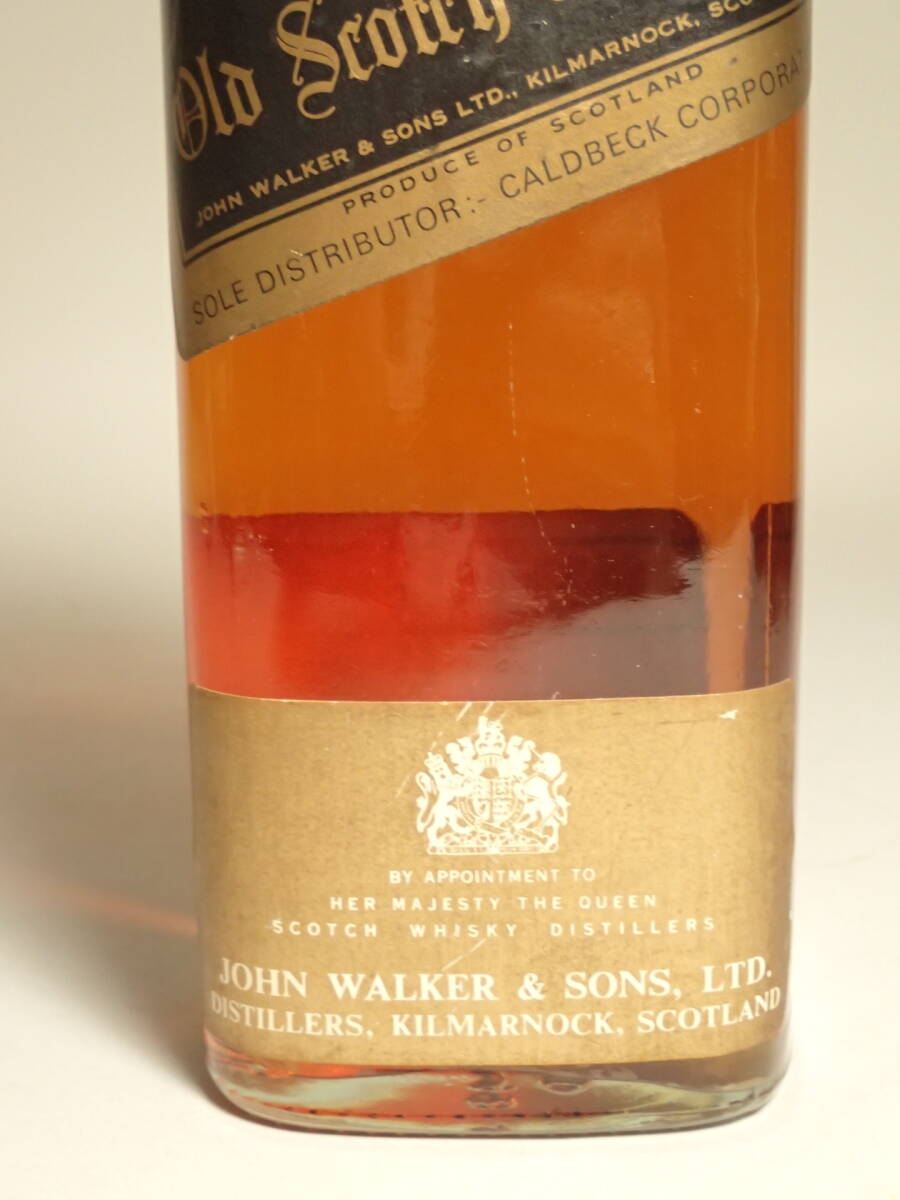 Old Scotch
JOHN WALKER & SONS LTD., KILMARNOCK,
PRODUCE OF SCOTLAND
SOLE DISTRIBUTOR:- CALDBECK CORPORAT
BY APPOINTMENT TO
HER MAJESTY THE QUEEN
SCOTCH WHISKY DISTILLERS
JOHN WALKER & SONS, LTD.
DISTILLERS, KILMARNOCK, SCOTLAND